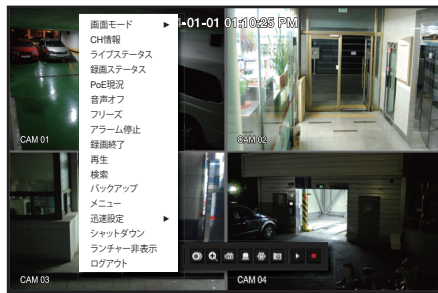 4-01-01 01:10:25 PM
画面モード
CH情報
ライブステータス
録画ステータス
PoE現況
音声オフ
フリーズ
アラーム停止
録画終了
再生
検索
バックアップ
メニュー
迅速設定
シャットダウン
ランチャー非表示
ログアウト
CAM 01
CAM 02
CAM 03
CAM 04